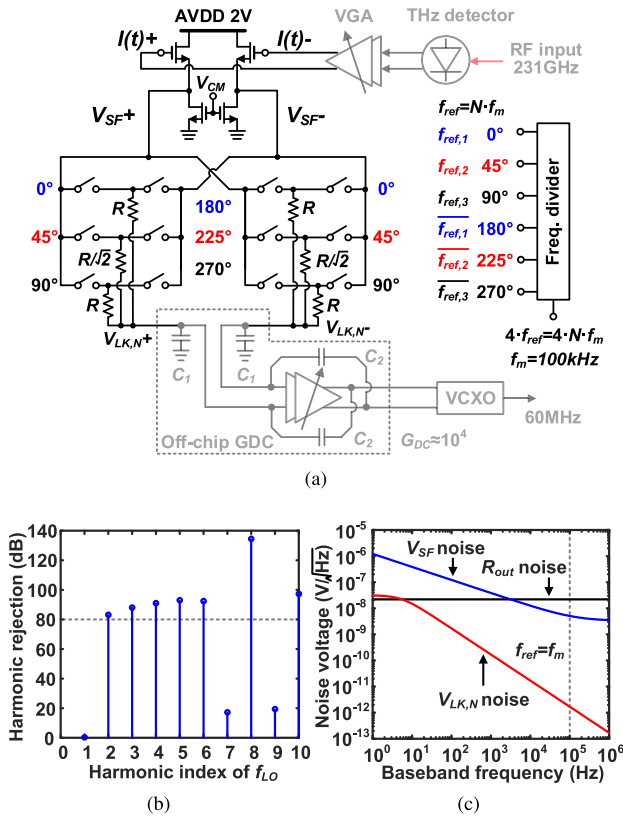 AVDD 2V
VGA
THz detector
I(t)+
I(t)-
RF input
231GHz
V_CM
V_SF+
V_SF-
f_ref=N·f_m
f_ref,1 0°
f_ref,2 45°
f_ref,3 90°
f_ref,1 180°
f_ref,2 225°
f_ref,3 270°
Freq. divider
4·f_ref=4·N·f_m
f_m=100kHz
0°
R
180°
R
0°
45°
R/√2
225°
R/√2
45°
90°
R
270°
R
90°
V_LK,N+
V_LK,N-
C_1
C_1
C_2
C_2
Off-chip GDC
G_DC≈10^4
VCXO
60MHz
(a)
Harmonic rejection (dB)
140
120
100
80
60
40
20
0
0 1 2 3 4 5 6 7 8 9 10
Harmonic index of f_LO
(b)
Noise voltage (V/√Hz)
10^-5
10^-6
10^-7
10^-8
10^-9
10^-10
10^-11
10^-12
10^-13
V_SF noise
R_out noise
f_ref=f_m
V_LK,N noise
10^0 10^1 10^2 10^3 10^4 10^5 10^6
Baseband frequency (Hz)
(c)